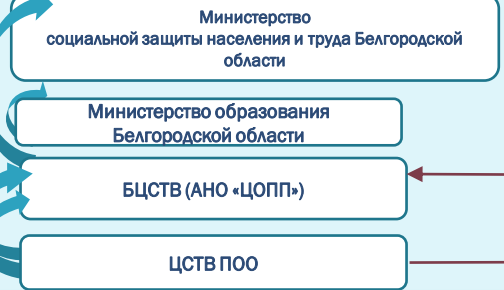 Министерство
социальной защиты населения и труда Белгородской
области
Министерство образования
Белгородской области
БЦСТВ (АНО «ЦОПП»)
ЦСТВ ПОО